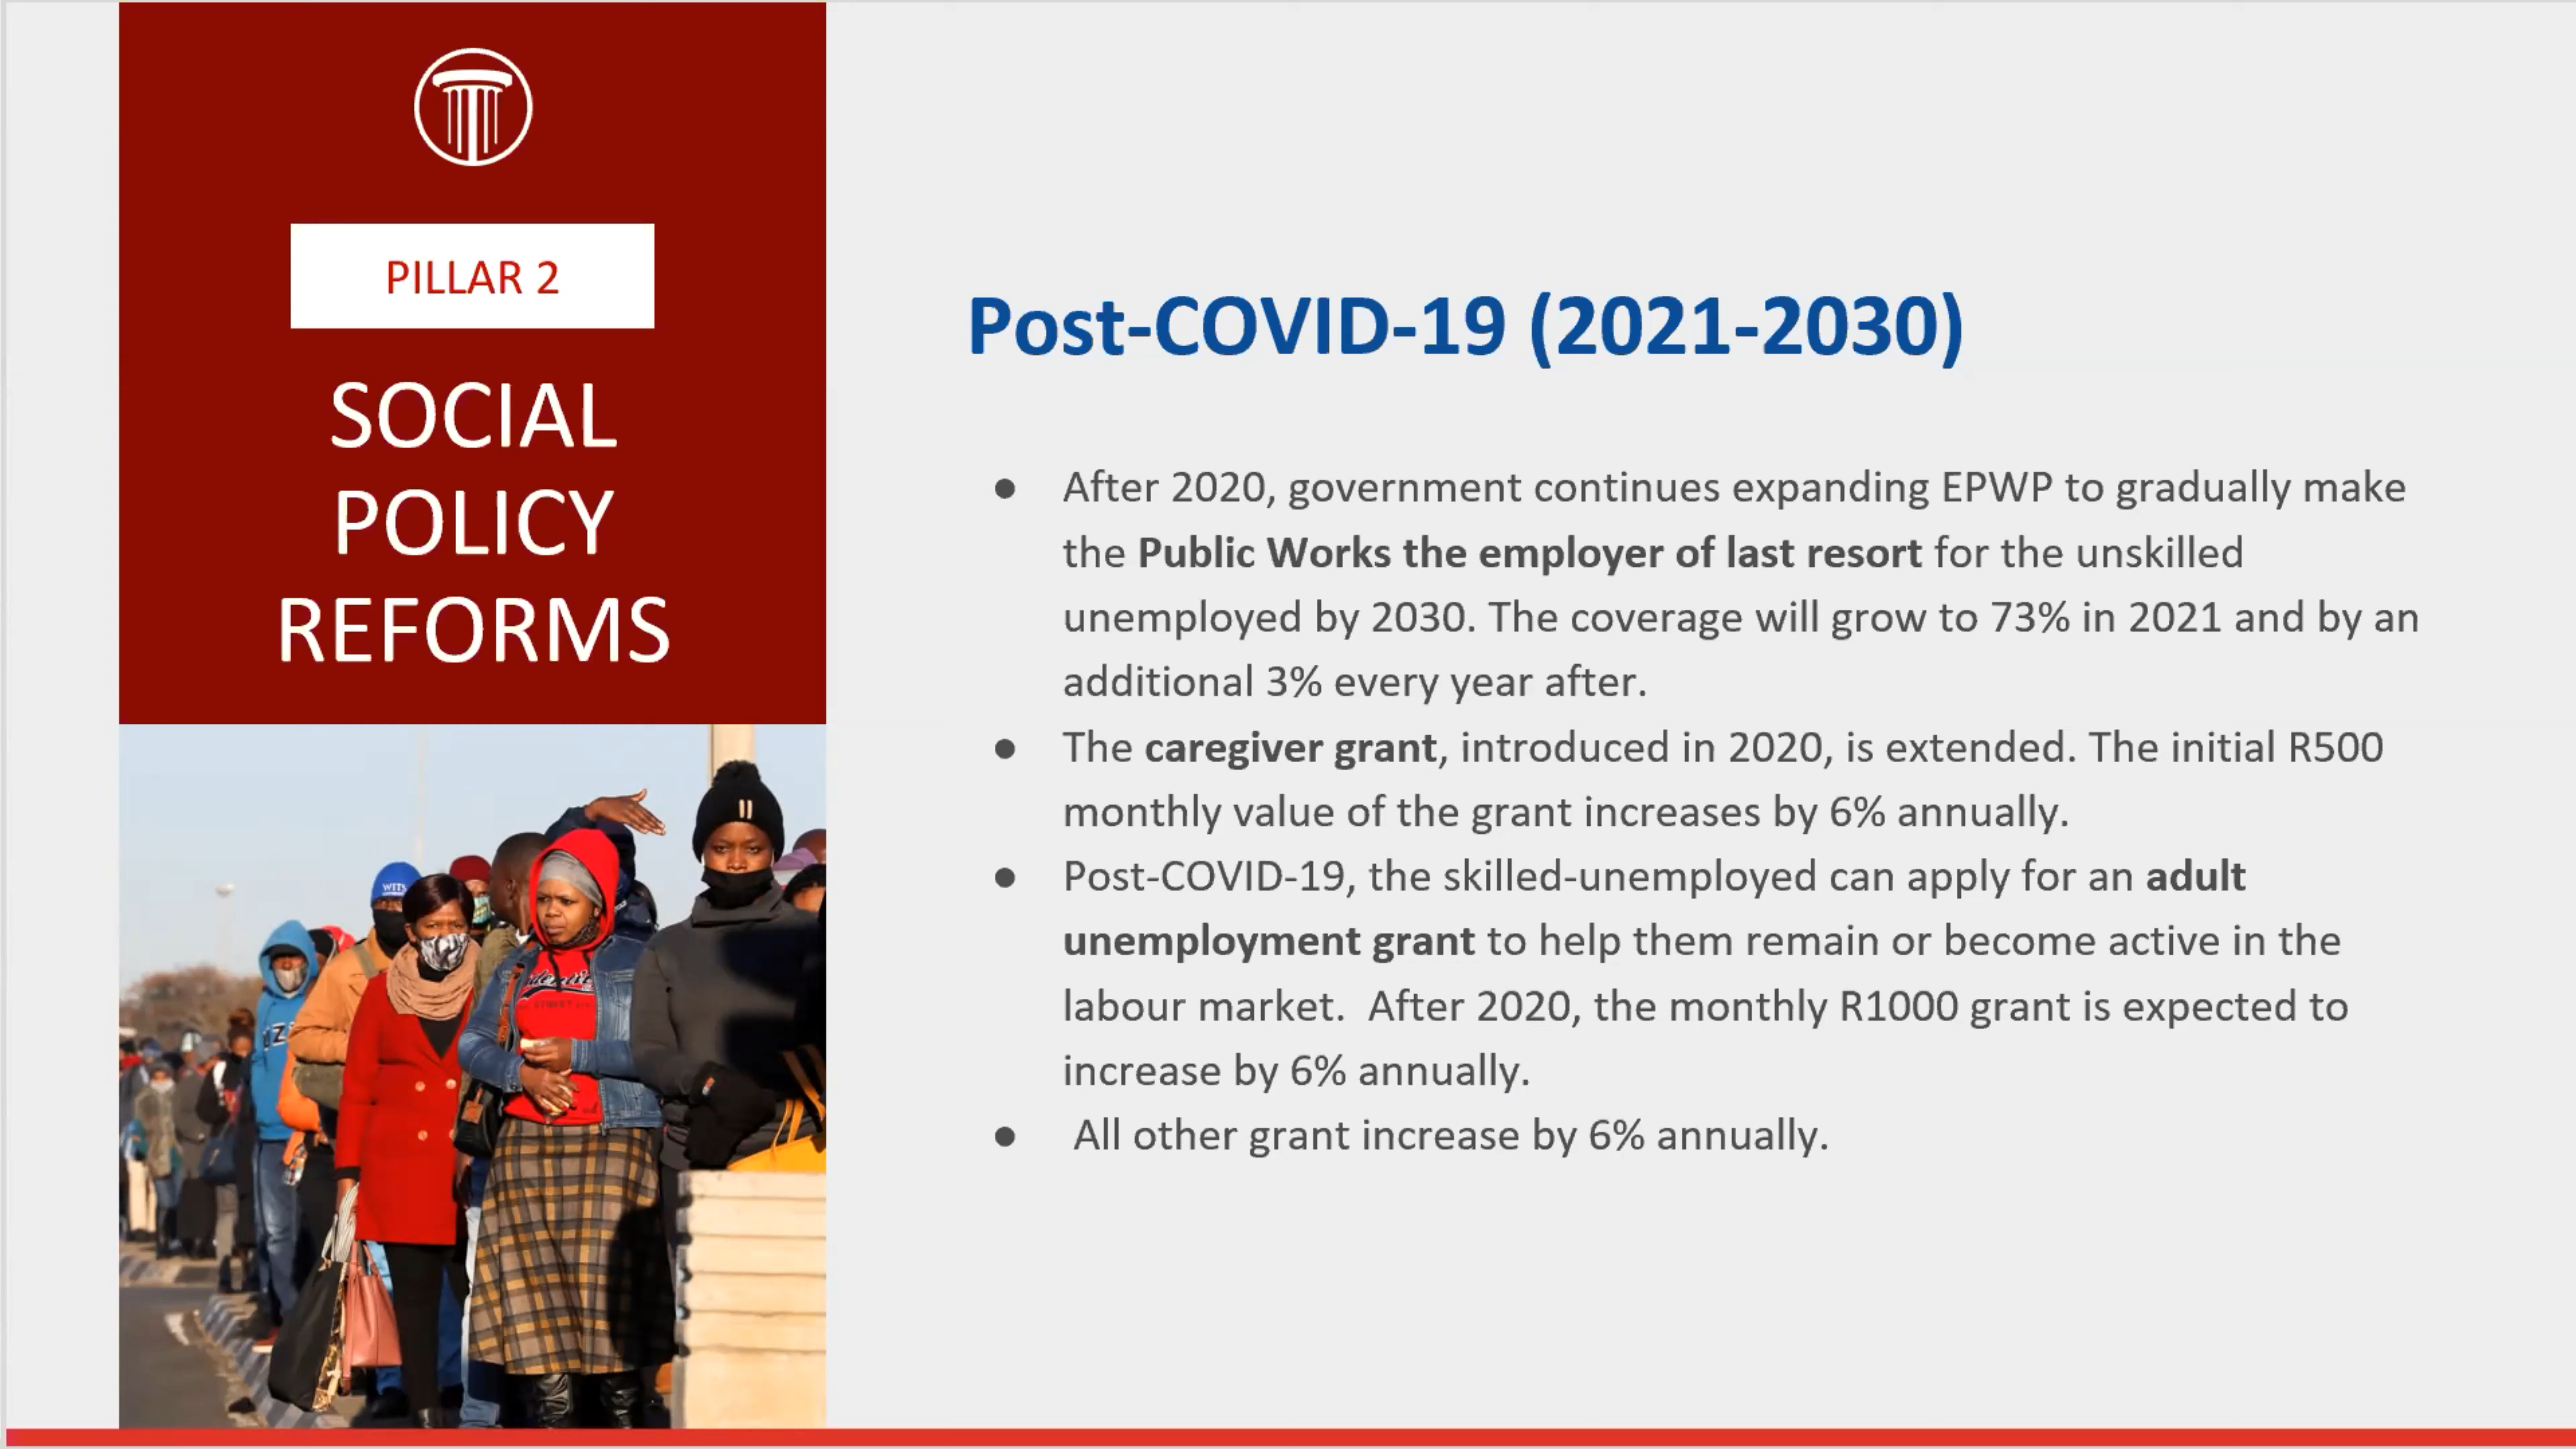 PILLAR 2
SOCIAL
POLICY
REFORMS
Post-COVID-19 (2021-2030)
● After 2020, government continues expanding EPWP to gradually make
the Public Works the employer of last resort for the unskilled
unemployed by 2030. The coverage will grow to 73% in 2021 and by an
additional 3% every year after.
● The caregiver grant, introduced in 2020, is extended. The initial R500
monthly value of the grant increases by 6% annually.
● Post-COVID-19, the skilled-unemployed can apply for an adult
unemployment grant to help them remain or become active in the
labour market.  After 2020, the monthly R1000 grant is expected to
increase by 6% annually.
● All other grant increase by 6% annually.
WITS